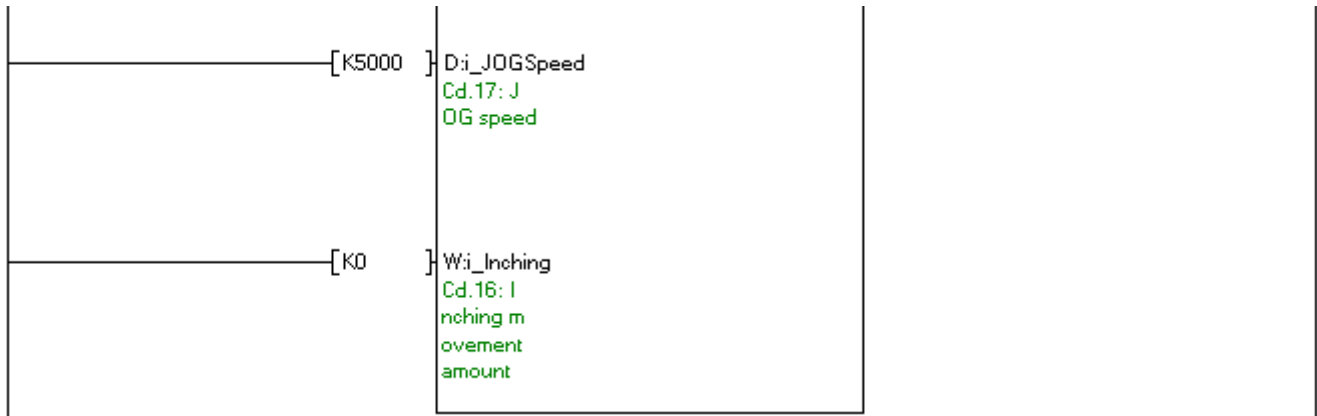 [K5000 ] D:i_JOGSpeed
Cd.17: J
OG speed
[K0 ] W:i_Inching
Cd.16: I
nching m
ovement
amount